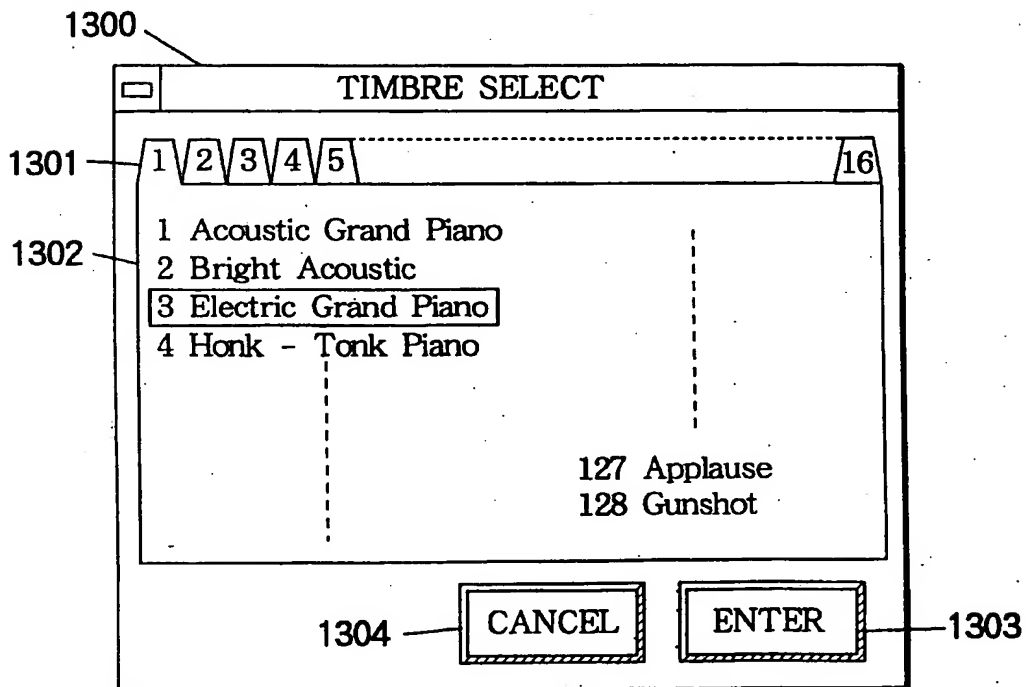 1300
TIMBRE SELECT
1301
1 2 3 4 5 16
1 Acoustic Grand Piano
1302
2 Bright Acoustic
3 Electric Grand Piano
4 Honk - Tonk Piano
127 Applause
128 Gunshot
1304 CANCEL ENTER 1303